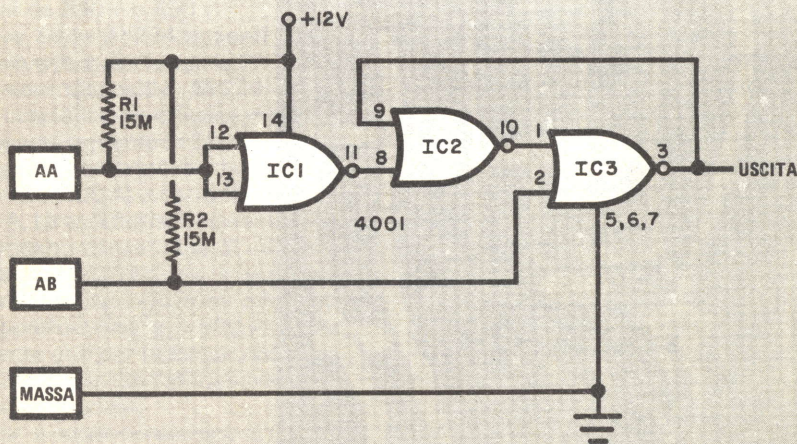 +12V
R1
15M
14
12
13
AA
IC1
11
9
8
IC2
10
1
2
IC3
3
USCITA
R2
15M
4001
5,6,7
AB
MASSA